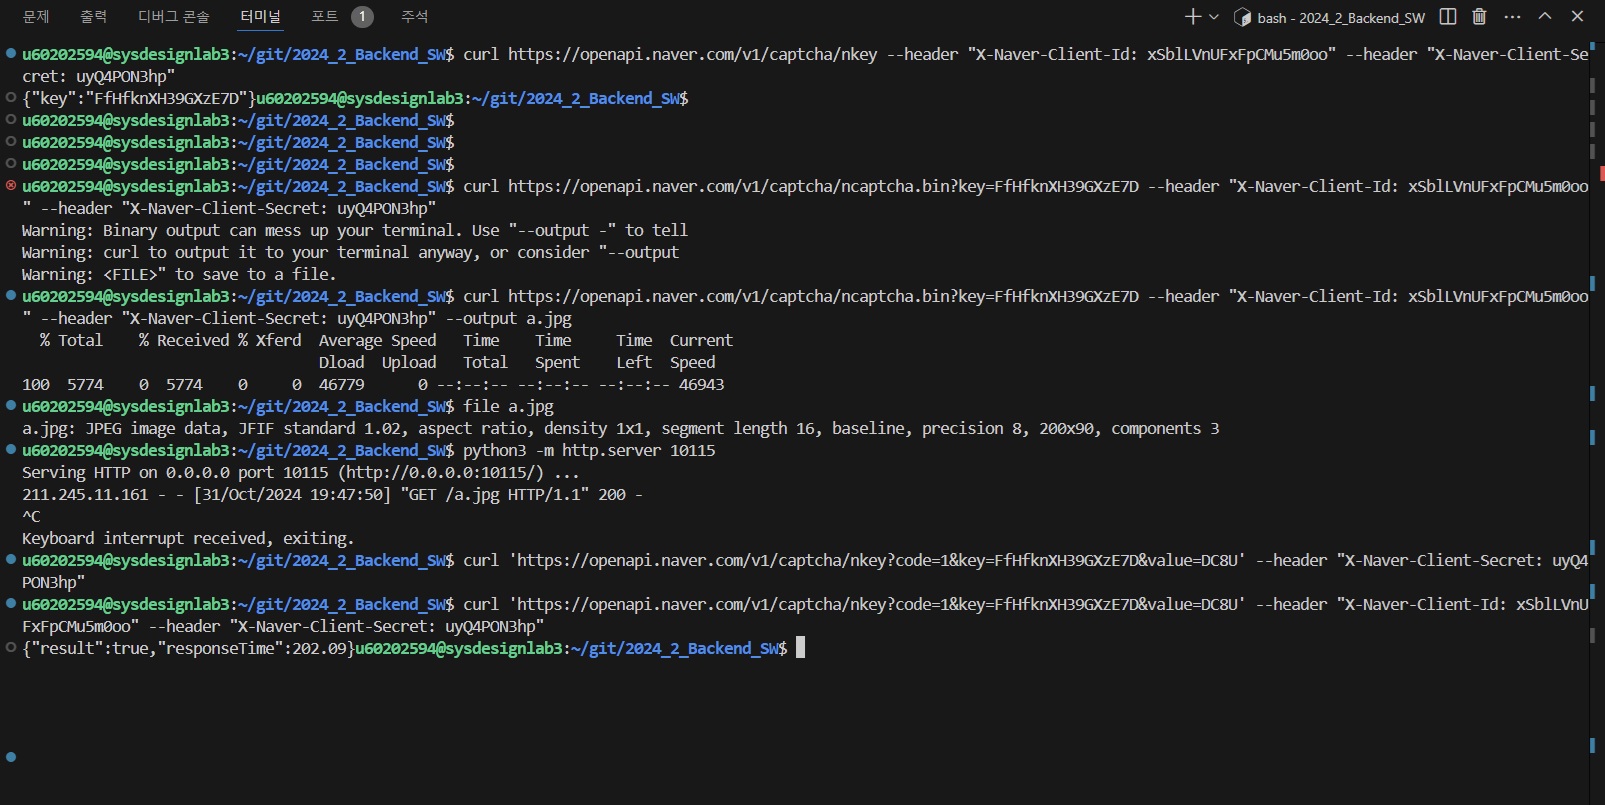 문제 출력 디버그 콘솔 터미널 포트 1 주석 bash - 2024_2_Backend_SW
u60202594@sysdesignlab3:~/git/2024_2_Backend_SW$ curl https://openapi.naver.com/v1/captcha/nkey --header "X-Naver-Client-Id: xSblLVnUFxFpCMu5m0oo" --header "X-Naver-Client-Se
cret: uyQ4PON3hp"
{"key":"FfHfknXH39GXzE7D"}u60202594@sysdesignlab3:~/git/2024_2_Backend_SW$
u60202594@sysdesignlab3:~/git/2024_2_Backend_SW$
u60202594@sysdesignlab3:~/git/2024_2_Backend_SW$
u60202594@sysdesignlab3:~/git/2024_2_Backend_SW$
u60202594@sysdesignlab3:~/git/2024_2_Backend_SW$ curl https://openapi.naver.com/v1/captcha/ncaptcha.bin?key=FfHfknXH39GXzE7D --header "X-Naver-Client-Id: xSblLVnUFxFpCMu5m0oo
" --header "X-Naver-Client-Secret: uyQ4PON3hp"
Warning: Binary output can mess up your terminal. Use "--output -" to tell
Warning: curl to output it to your terminal anyway, or consider "--output
Warning: <FILE>" to save to a file.
u60202594@sysdesignlab3:~/git/2024_2_Backend_SW$ curl https://openapi.naver.com/v1/captcha/ncaptcha.bin?key=FfHfknXH39GXzE7D --header "X-Naver-Client-Id: xSblLVnUFxFpCMu5m0oo
" --header "X-Naver-Client-Secret: uyQ4PON3hp" --output a.jpg
% Total % Received % Xferd Average Speed Time Time Time Current
Dload Upload Total Spent Left Speed
100 5774 0 5774 0 0 46779 0 --:--:-- --:--:-- --:--:-- 46943
u60202594@sysdesignlab3:~/git/2024_2_Backend_SW$ file a.jpg
a.jpg: JPEG image data, JFIF standard 1.02, aspect ratio, density 1x1, segment length 16, baseline, precision 8, 200x90, components 3
u60202594@sysdesignlab3:~/git/2024_2_Backend_SW$ python3 -m http.server 10115
Serving HTTP on 0.0.0.0 port 10115 (http://0.0.0.0:10115/) ...
211.245.11.161 - - [31/Oct/2024 19:47:50] "GET /a.jpg HTTP/1.1" 200 -
^C
Keyboard interrupt received, exiting.
u60202594@sysdesignlab3:~/git/2024_2_Backend_SW$ curl 'https://openapi.naver.com/v1/captcha/nkey?code=1&key=FfHfknXH39GXzE7D&value=DC8U' --header "X-Naver-Client-Secret: uyQ4
PON3hp"
u60202594@sysdesignlab3:~/git/2024_2_Backend_SW$ curl 'https://openapi.naver.com/v1/captcha/nkey?code=1&key=FfHfknXH39GXzE7D&value=DC8U' --header "X-Naver-Client-Id: xSblLVnU
FxFpCMu5m0oo" --header "X-Naver-Client-Secret: uyQ4PON3hp"
{"result":true,"responseTime":202.09}u60202594@sysdesignlab3:~/git/2024_2_Backend_SW$